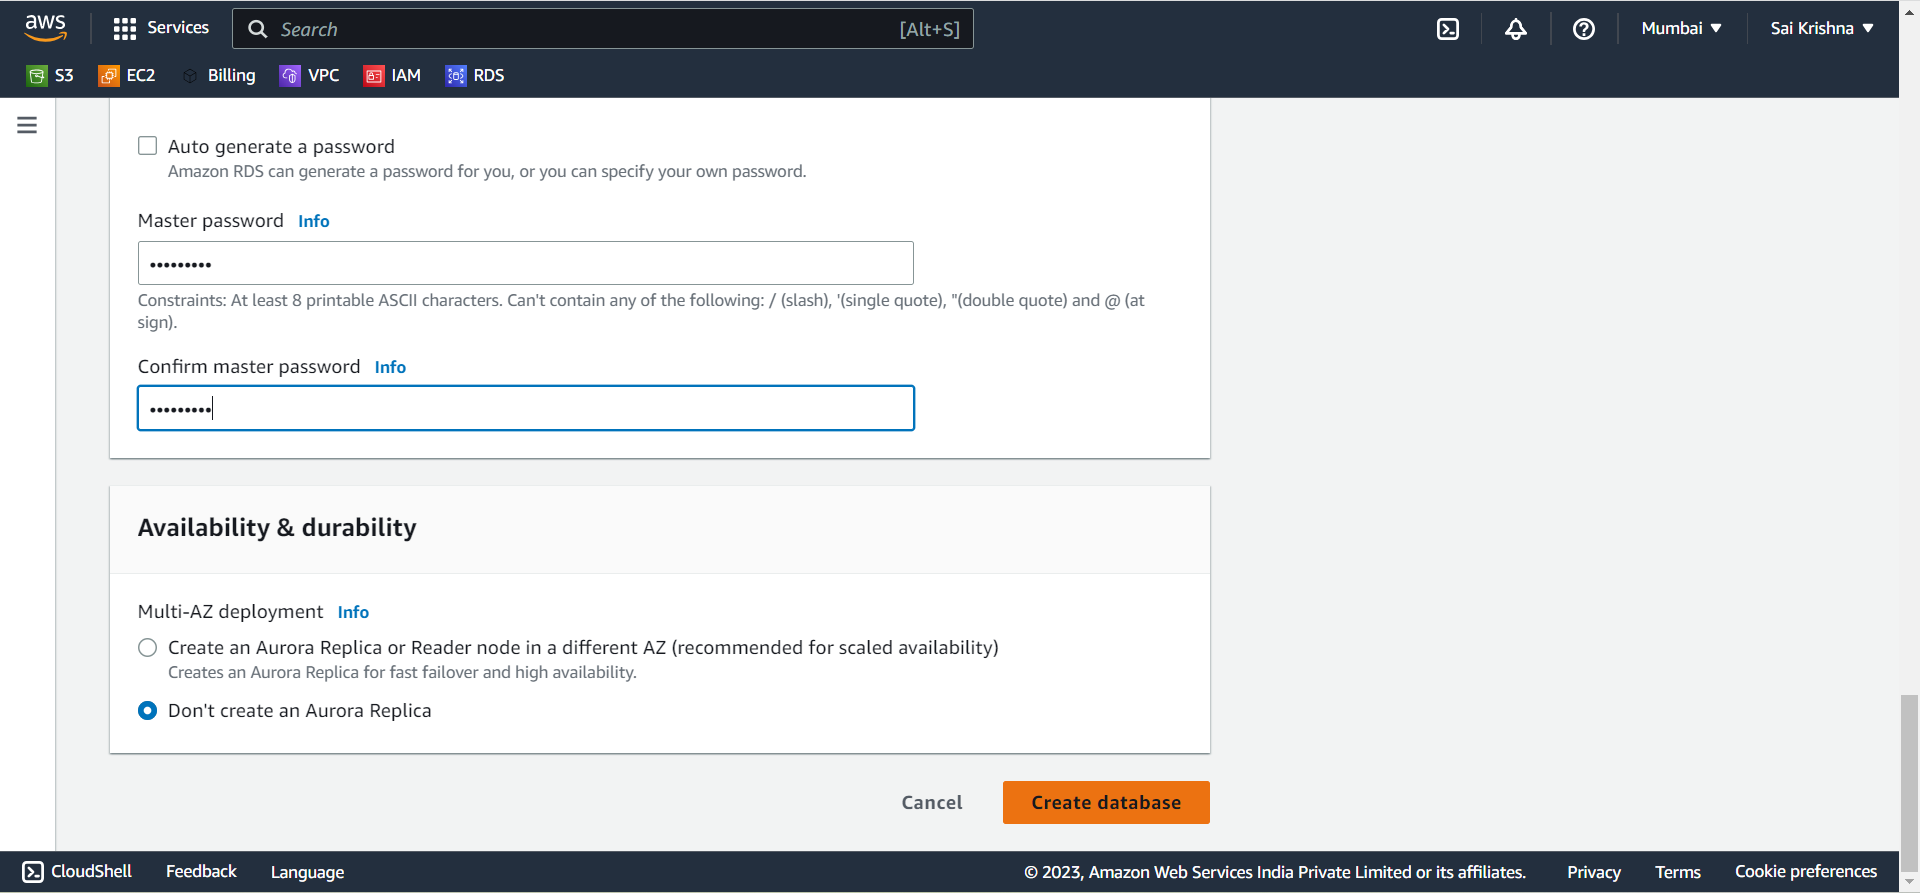 aws
Services
Search
[Alt+S]
Mumbai ▼
Sai Krishna ▼
S3
EC2
Billing
VPC
IAM
RDS
Auto generate a password
Amazon RDS can generate a password for you, or you can specify your own password.
Master password Info
•••••••••
Constraints: At least 8 printable ASCII characters. Can't contain any of the following: / (slash), '(single quote), "(double quote) and @ (at
sign).
Confirm master password Info
•••••••••
Availability & durability
Multi-AZ deployment Info
Create an Aurora Replica or Reader node in a different AZ (recommended for scaled availability)
Creates an Aurora Replica for fast failover and high availability.
Don't create an Aurora Replica
Cancel
Create database
CloudShell
Feedback
Language
© 2023, Amazon Web Services India Private Limited or its affiliates.
Privacy
Terms
Cookie preferences